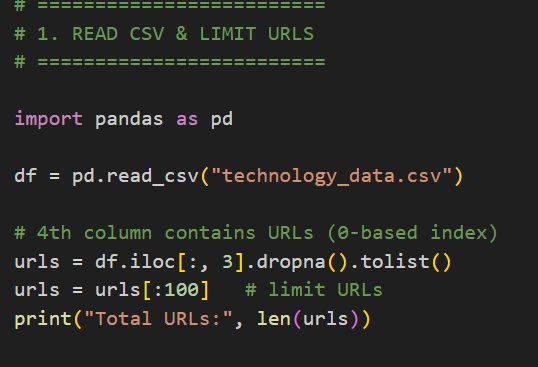 # =========================
# 1. READ CSV & LIMIT URLS
# =========================
import pandas as pd
df = pd.read_csv("technology_data.csv")
# 4th column contains URLs (0-based index)
urls = df.iloc[:, 3].dropna().tolist()
urls = urls[:100]   # limit URLs
print("Total URLs:", len(urls))